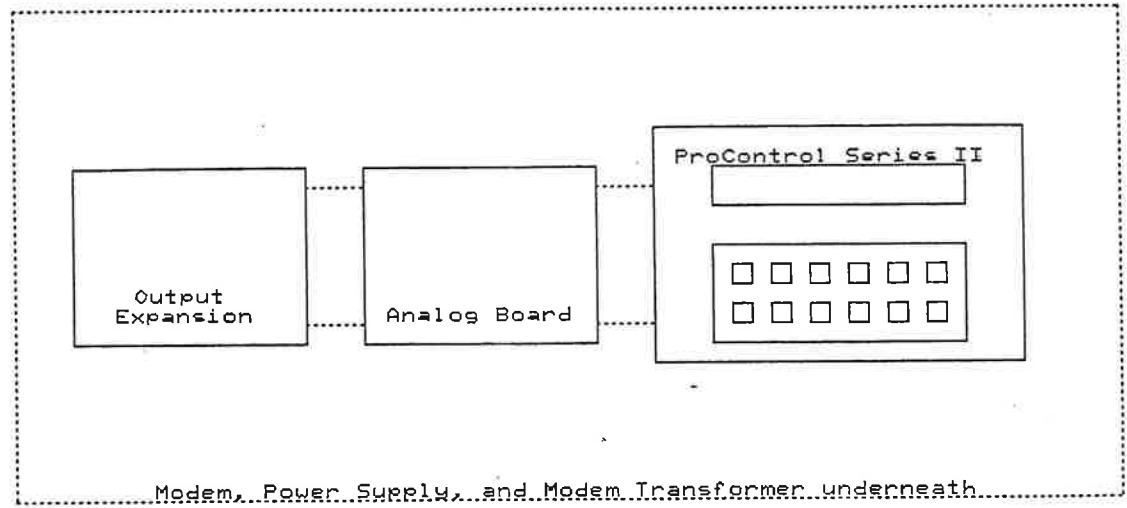 ProControl Series II
Output
Expansion
Analog Board
Modem, Power Supply, and Modem Transformer underneath